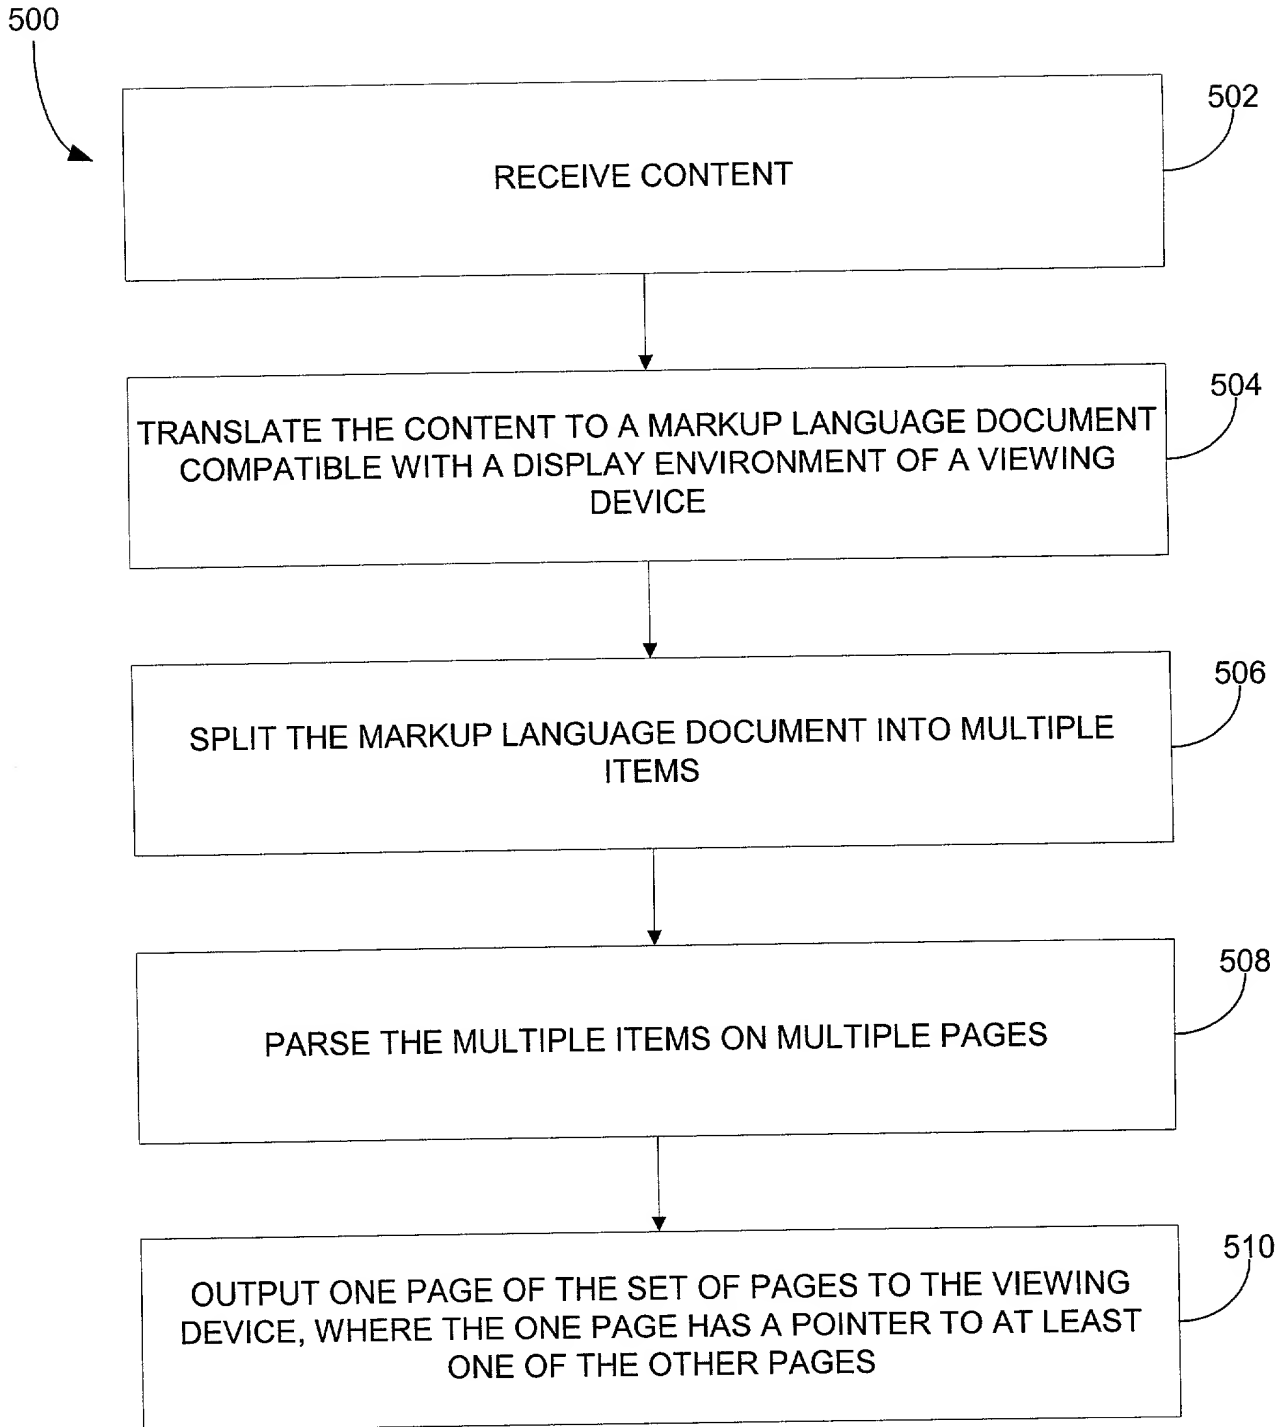 500
502
RECEIVE CONTENT
504
TRANSLATE THE CONTENT TO A MARKUP LANGUAGE DOCUMENT
COMPATIBLE WITH A DISPLAY ENVIRONMENT OF A VIEWING
DEVICE
506
SPLIT THE MARKUP LANGUAGE DOCUMENT INTO MULTIPLE
ITEMS
508
PARSE THE MULTIPLE ITEMS ON MULTIPLE PAGES
510
OUTPUT ONE PAGE OF THE SET OF PAGES TO THE VIEWING
DEVICE, WHERE THE ONE PAGE HAS A POINTER TO AT LEAST
ONE OF THE OTHER PAGES